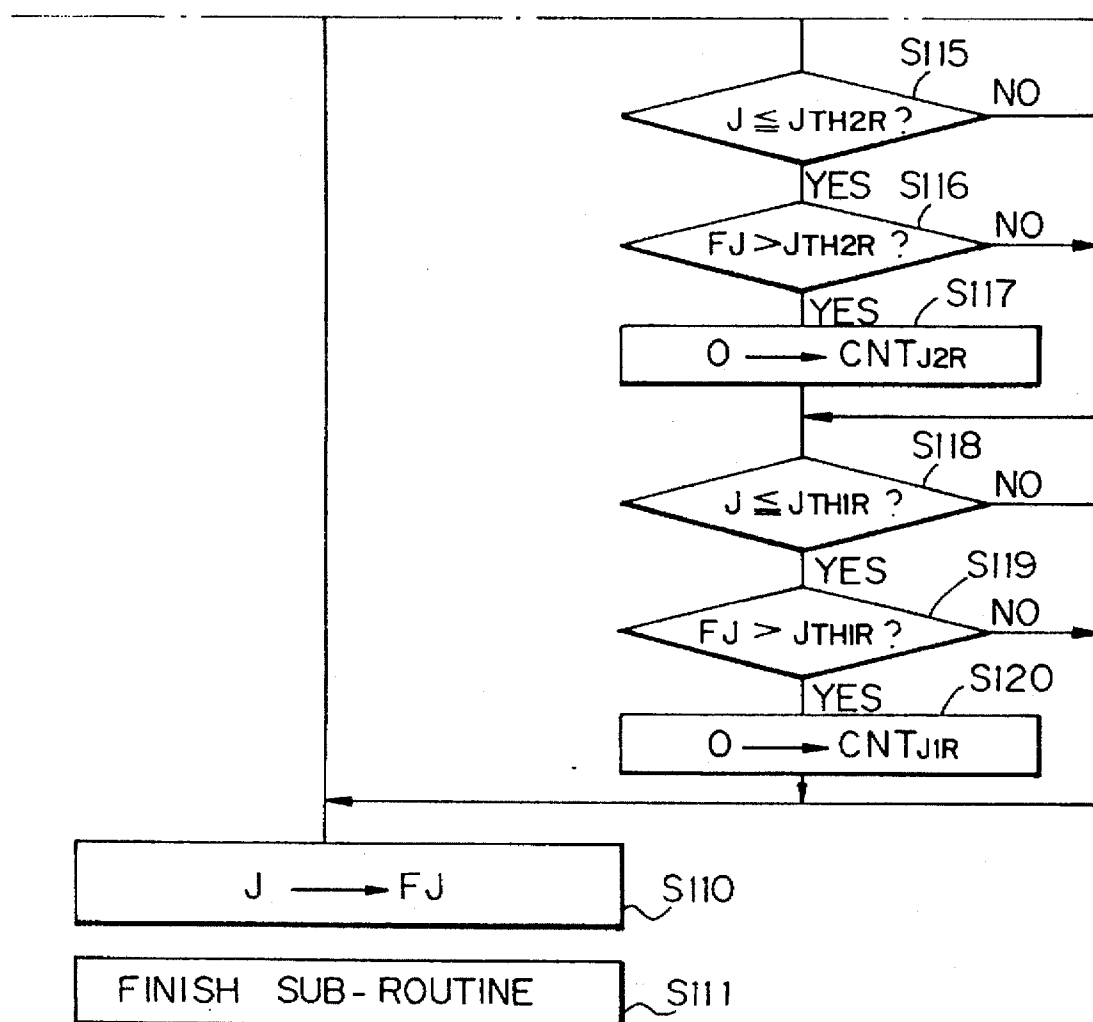 S115
J ≦ JTH2R ?
NO
YES
S116
FJ > JTH2R ?
NO
YES
S117
0 → CNTJ2R
S118
J ≦ JTH1R ?
NO
YES
S119
FJ > JTH1R ?
NO
YES
S120
0 → CNTJ1R
J → FJ
S110
FINISH SUB-ROUTINE
S111